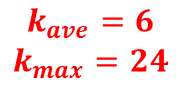 k_ave = 6
k_max = 24